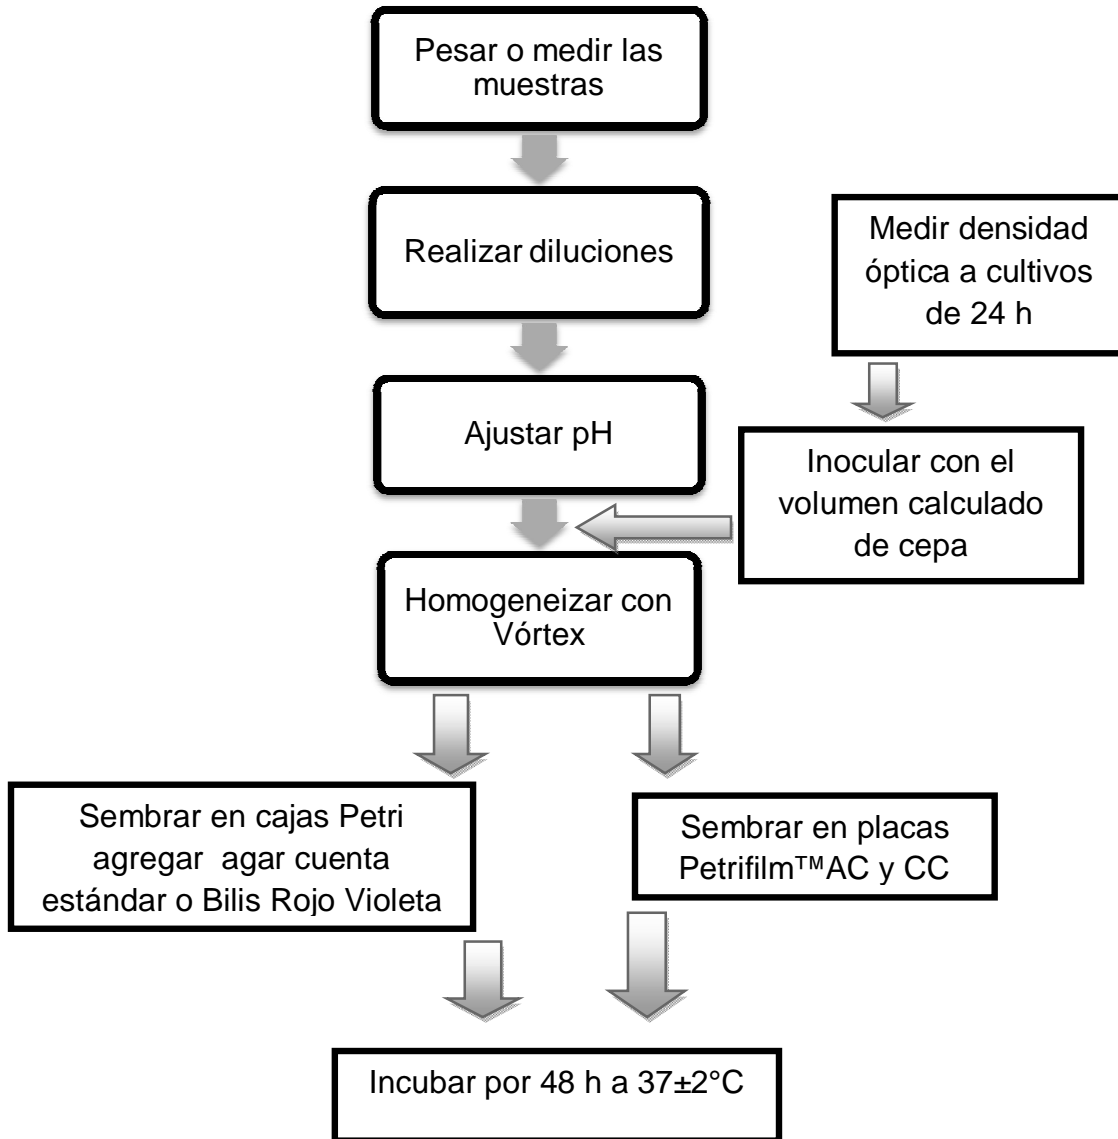 Pesar o medir las
muestras
Realizar diluciones
Medir densidad
óptica a cultivos
de 24 h
Ajustar pH
Inocular con el
volumen calculado
de cepa
Homogeneizar con
Vórtex
Sembrar en cajas Petri
agregar agar cuenta
estándar o Bilis Rojo Violeta
Sembrar en placas
Petrifilm™AC y CC
Incubar por 48 h a 37±2°C